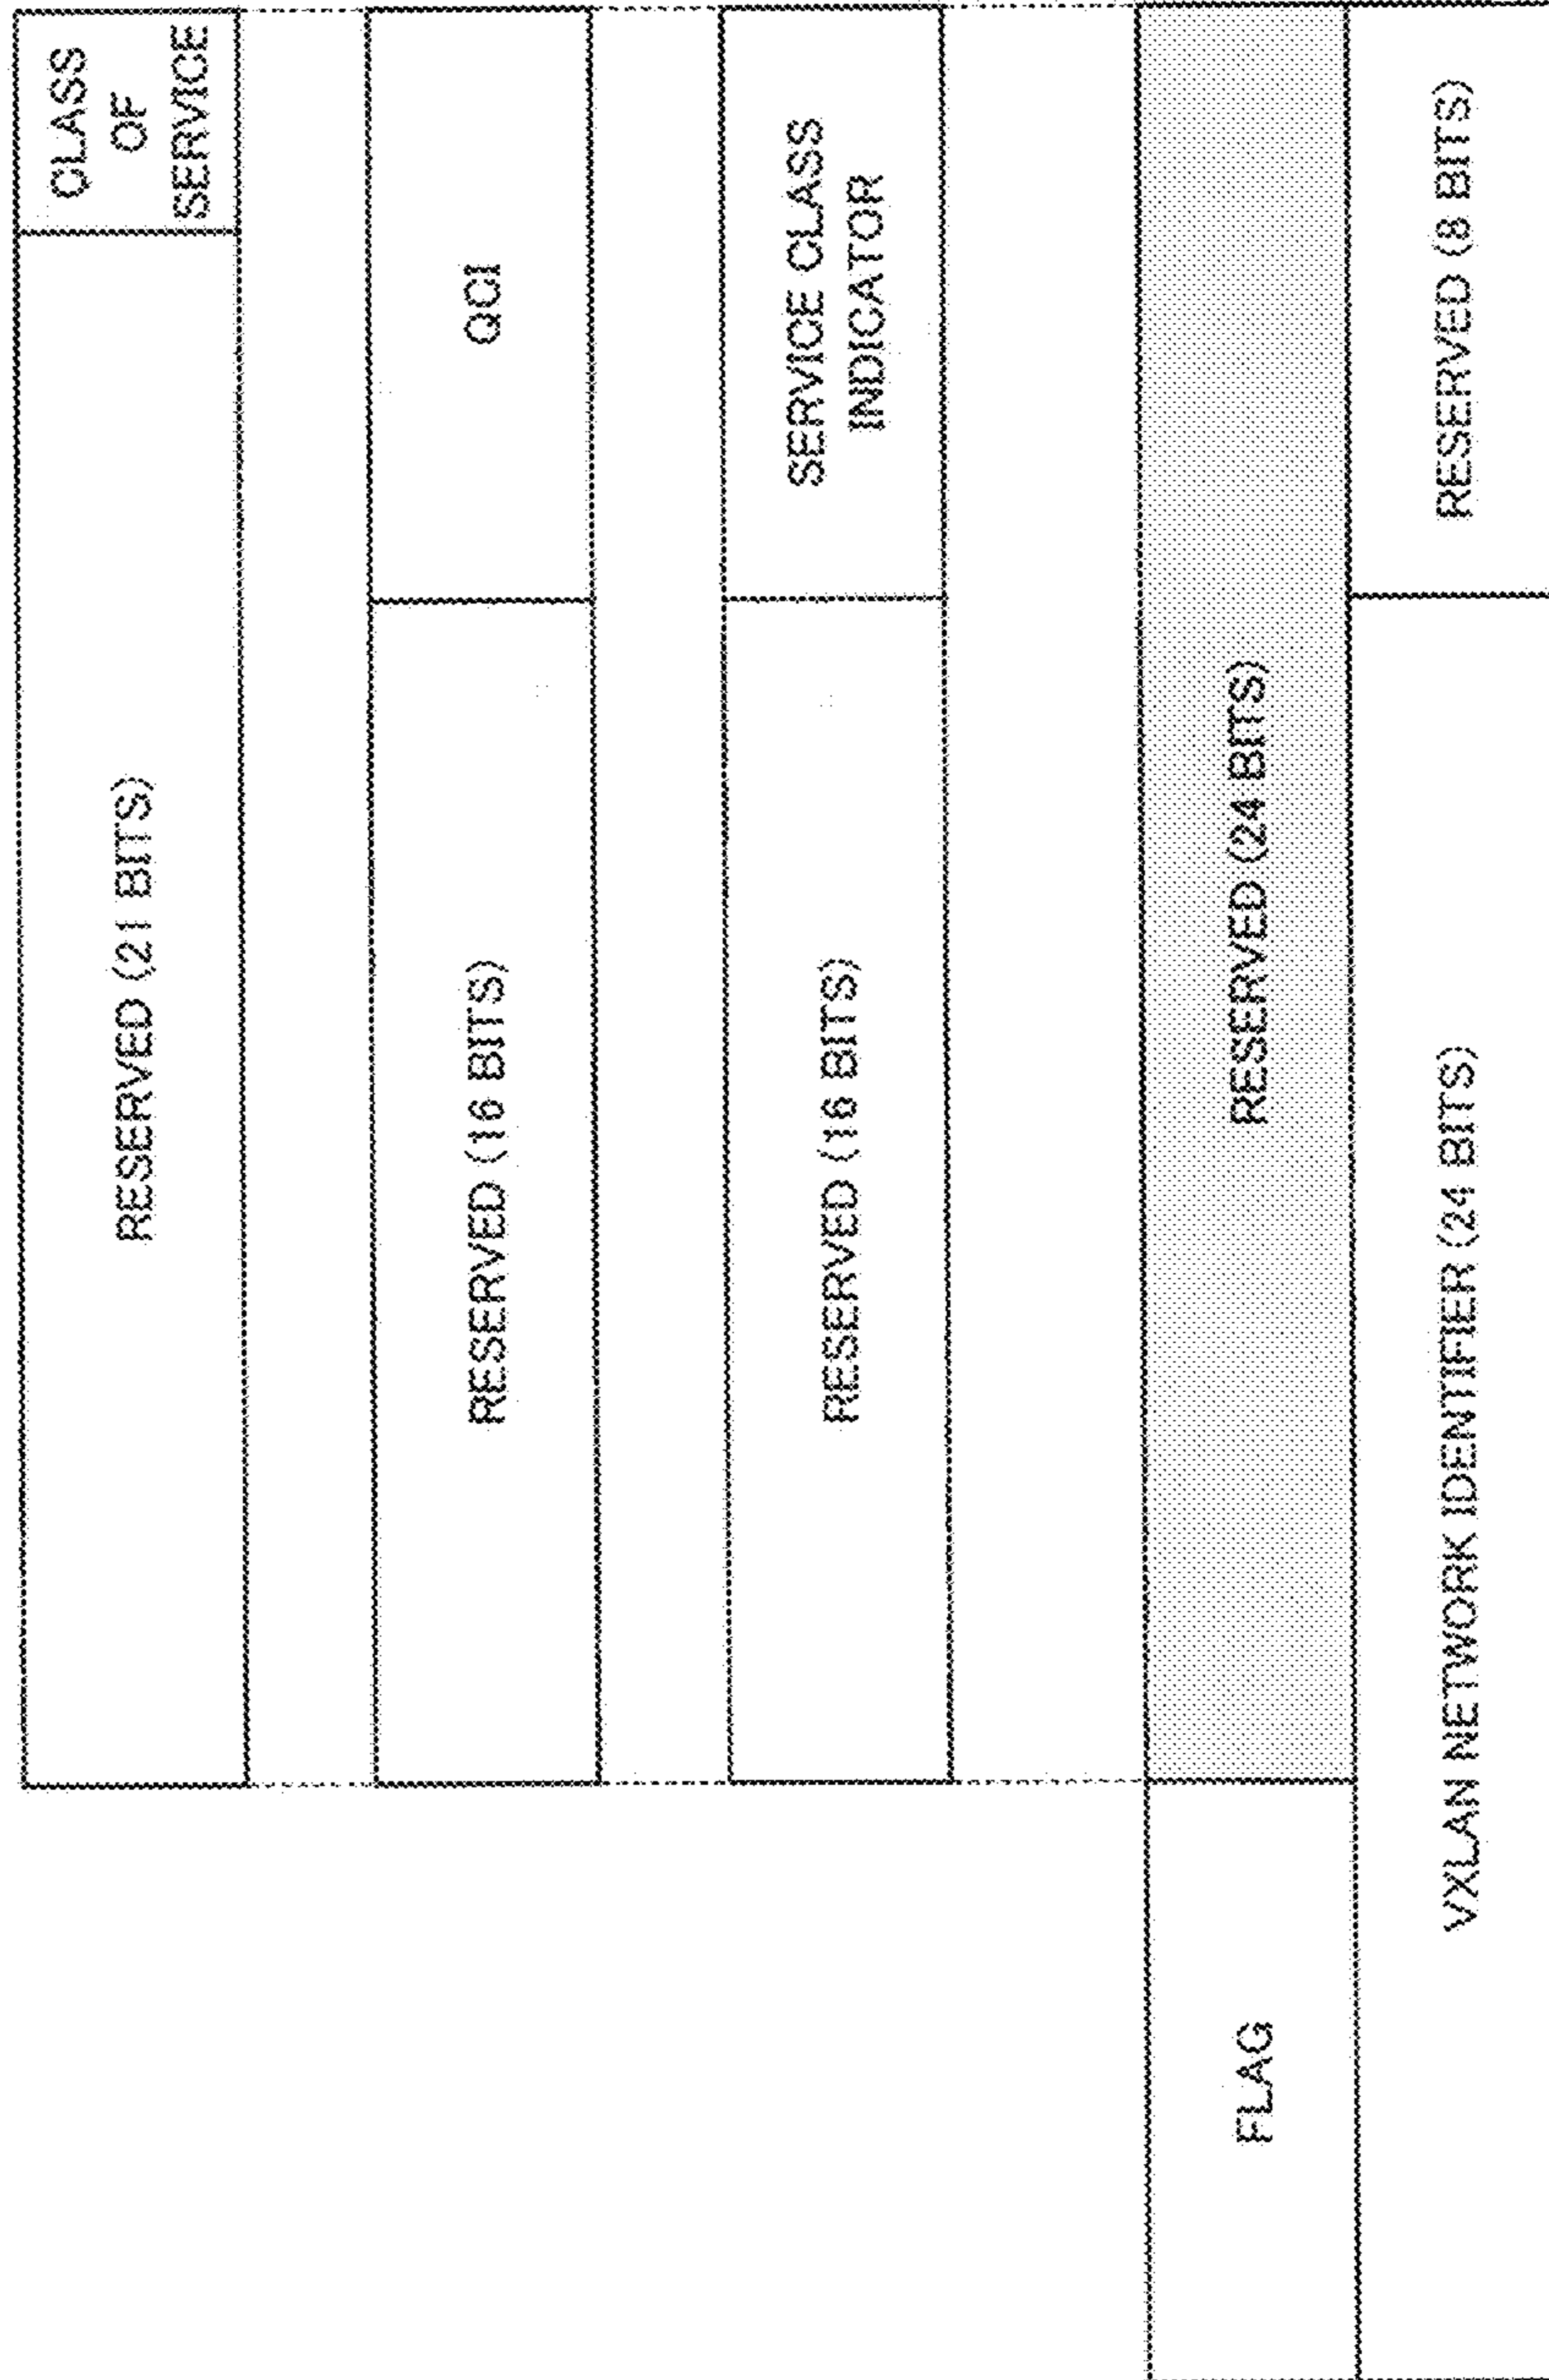 RESERVED (21 BITS)
CLASS
OF
SERVICE
RESERVED (16 BITS)
QCI
RESERVED (16 BITS)
SERVICE CLASS
INDICATOR
FLAG
RESERVED (24 BITS)
VXLAN NETWORK IDENTIFIER (24 BITS)
RESERVED (8 BITS)